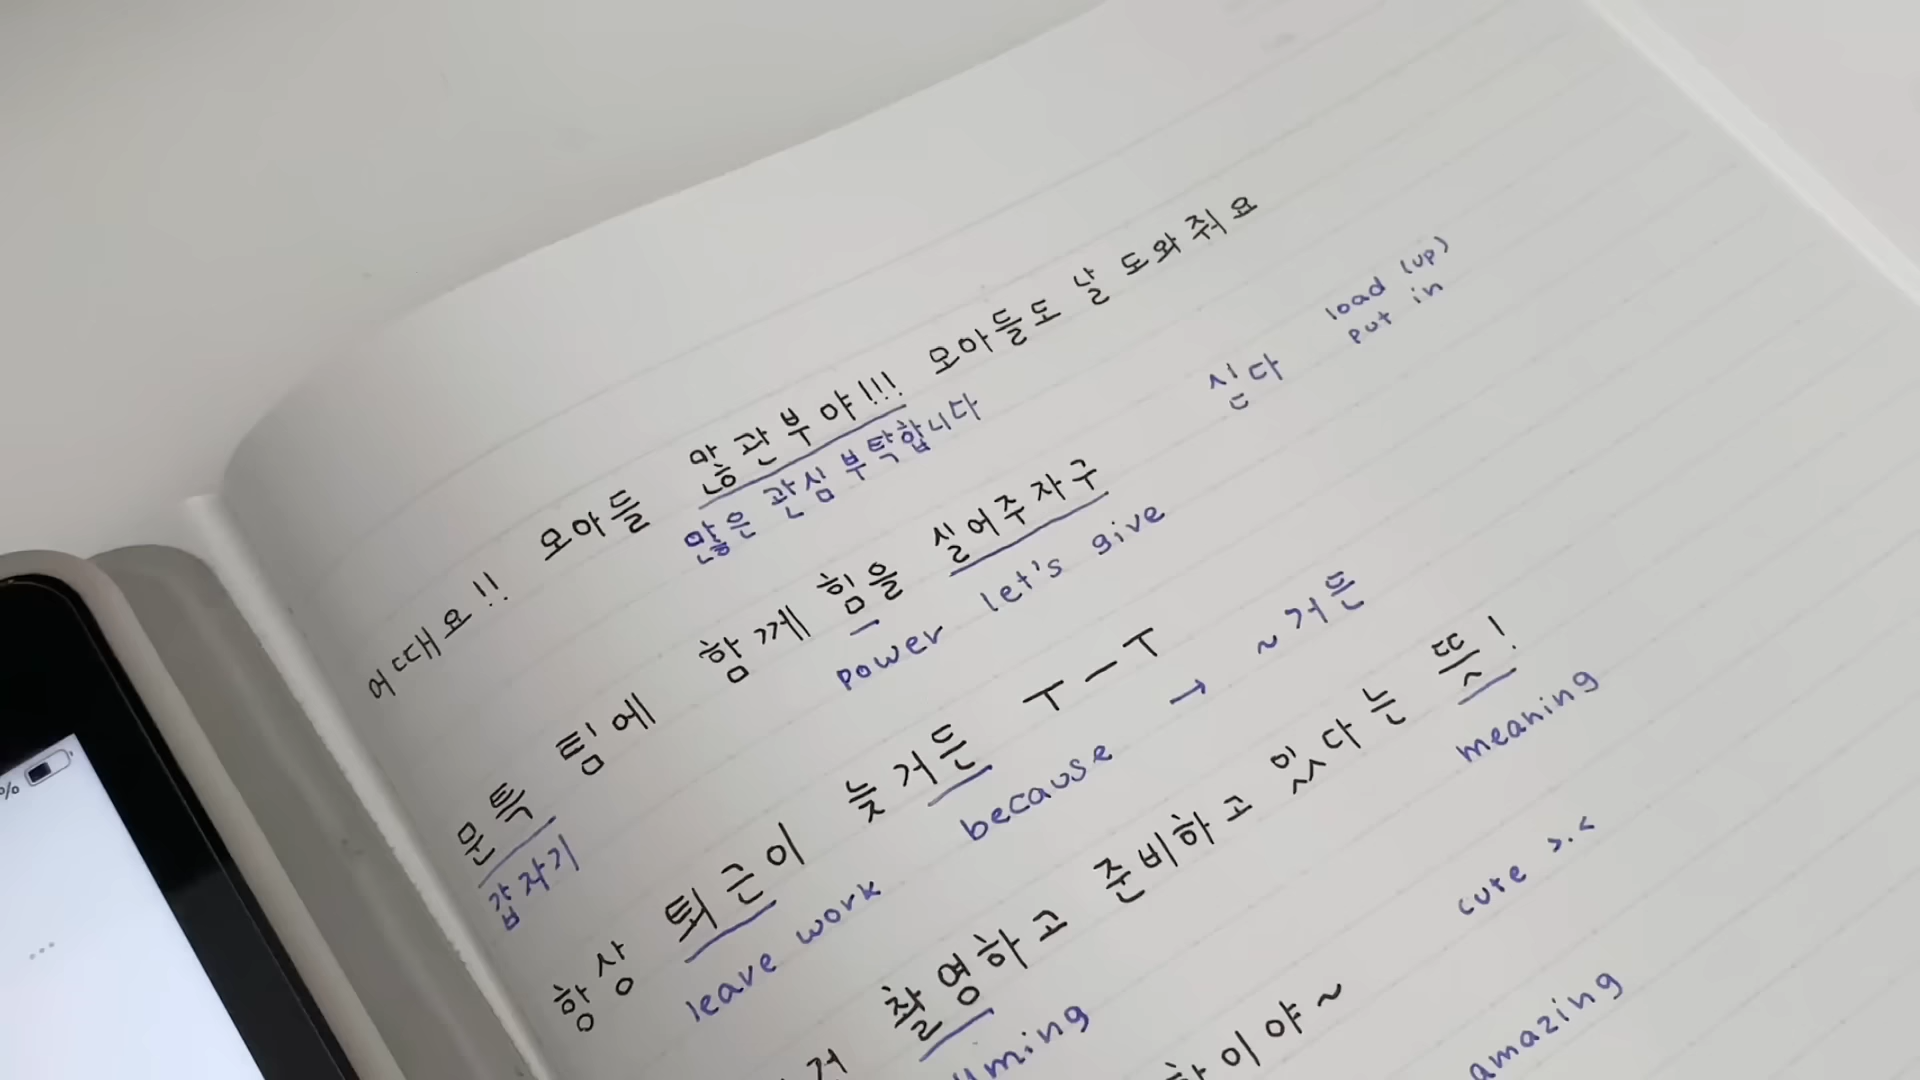 어때요!! 모아들 많관부야!!! 모아들도 날 도와줘요
많은 관심 부탁합니다
싣다 load (up)
put in
문특 팀에 함께 힘을 실어주자구
갑자기 power let's give
항상 퇴근이 늦거든 ㅜㅡㅜ
leave work because → ~거든
촬영하고 준비하고 있다는 뜻!
meaning
이야~ cute >.<
amazing